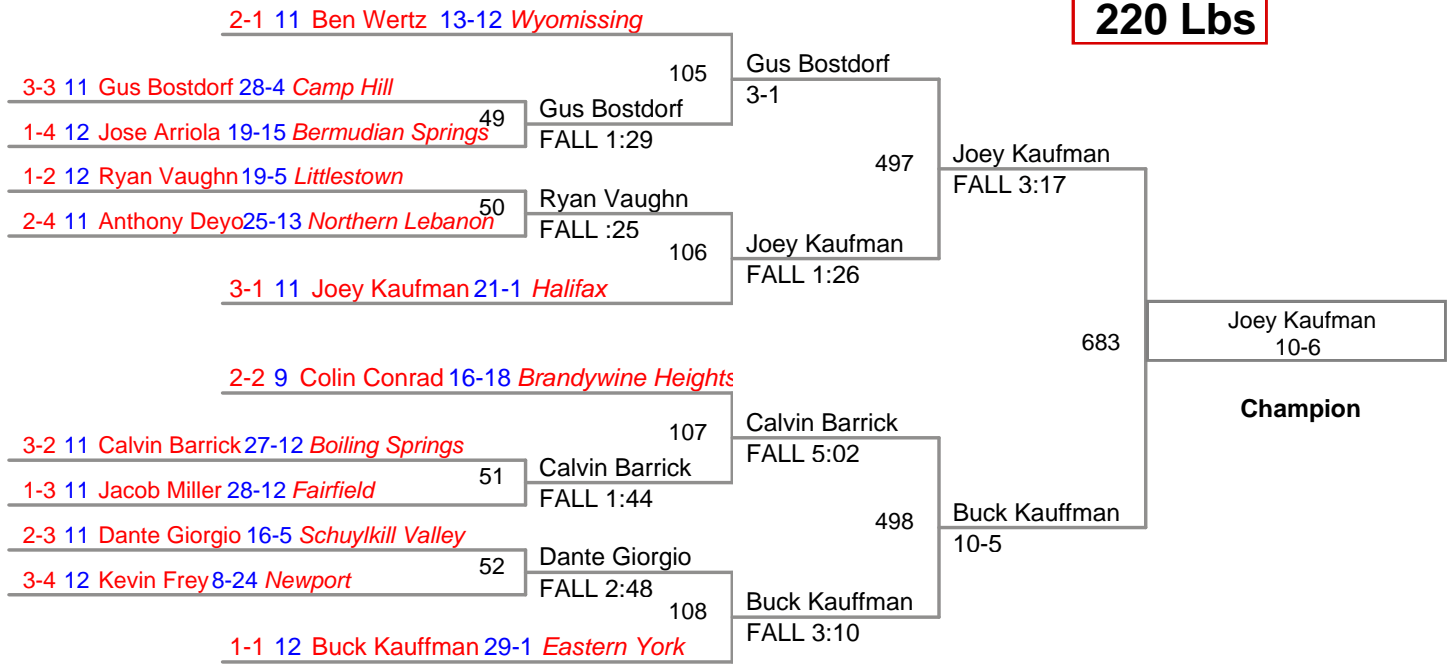 220 Lbs
2-1 11 Ben Wertz 13-12 Wyomissing
105
Gus Bostdorf
3-1
3-3 11 Gus Bostdorf 28-4 Camp Hill
49
Gus Bostdorf
FALL 1:29
1-4 12 Jose Arriola 19-15 Bermudian Springs
497
Joey Kaufman
FALL 3:17
1-2 12 Ryan Vaughn 19-5 Littlestown
50
Ryan Vaughn
FALL :25
2-4 11 Anthony Deyo 25-13 Northern Lebanon
106
Joey Kaufman
FALL 1:26
3-1 11 Joey Kaufman 21-1 Halifax
683
Joey Kaufman
10-6
Champion
2-2 9 Colin Conrad 16-18 Brandywine Heights
107
Calvin Barrick
FALL 5:02
3-2 11 Calvin Barrick 27-12 Boiling Springs
51
Calvin Barrick
FALL 1:44
1-3 11 Jacob Miller 28-12 Fairfield
498
Buck Kauffman
10-5
2-3 11 Dante Giorgio 16-5 Schuylkill Valley
52
Dante Giorgio
FALL 2:48
3-4 12 Kevin Frey 8-24 Newport
108
Buck Kauffman
FALL 3:10
1-1 12 Buck Kauffman 29-1 Eastern York